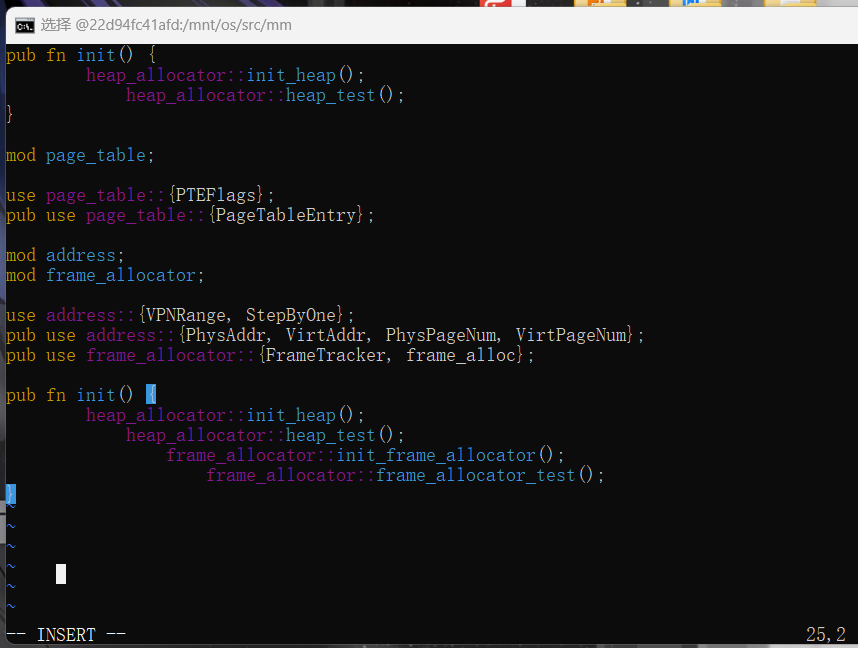 选择 @22d94fc41afd:/mnt/os/src/mm
pub fn init() {
        heap_allocator::init_heap();
            heap_allocator::heap_test();
}
mod page_table;
use page_table::{PTEFlags};
pub use page_table::{PageTableEntry};
mod address;
mod frame_allocator;
use address::{VPNRange, StepByOne};
pub use address::{PhysAddr, VirtAddr, PhysPageNum, VirtPageNum};
pub use frame_allocator::{FrameTracker, frame_alloc};
pub fn init() {
        heap_allocator::init_heap();
            heap_allocator::heap_test();
                frame_allocator::init_frame_allocator();
                    frame_allocator::frame_allocator_test();
}
~
~
~
~
~
~
-- INSERT -- 25,2